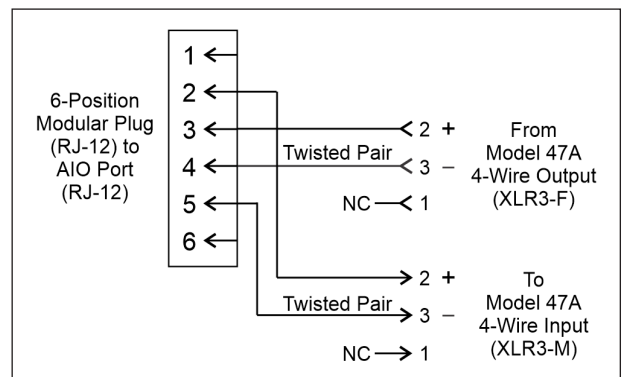 6-Position
Modular Plug
(RJ-12) to
AIO Port
(RJ-12)
1
2
3
4
5
6
Twisted Pair
2 +
3 –
NC 1
From
Model 47A
4-Wire Output
(XLR3-F)
Twisted Pair
2 +
3 –
NC 1
To
Model 47A
4-Wire Input
(XLR3-M)